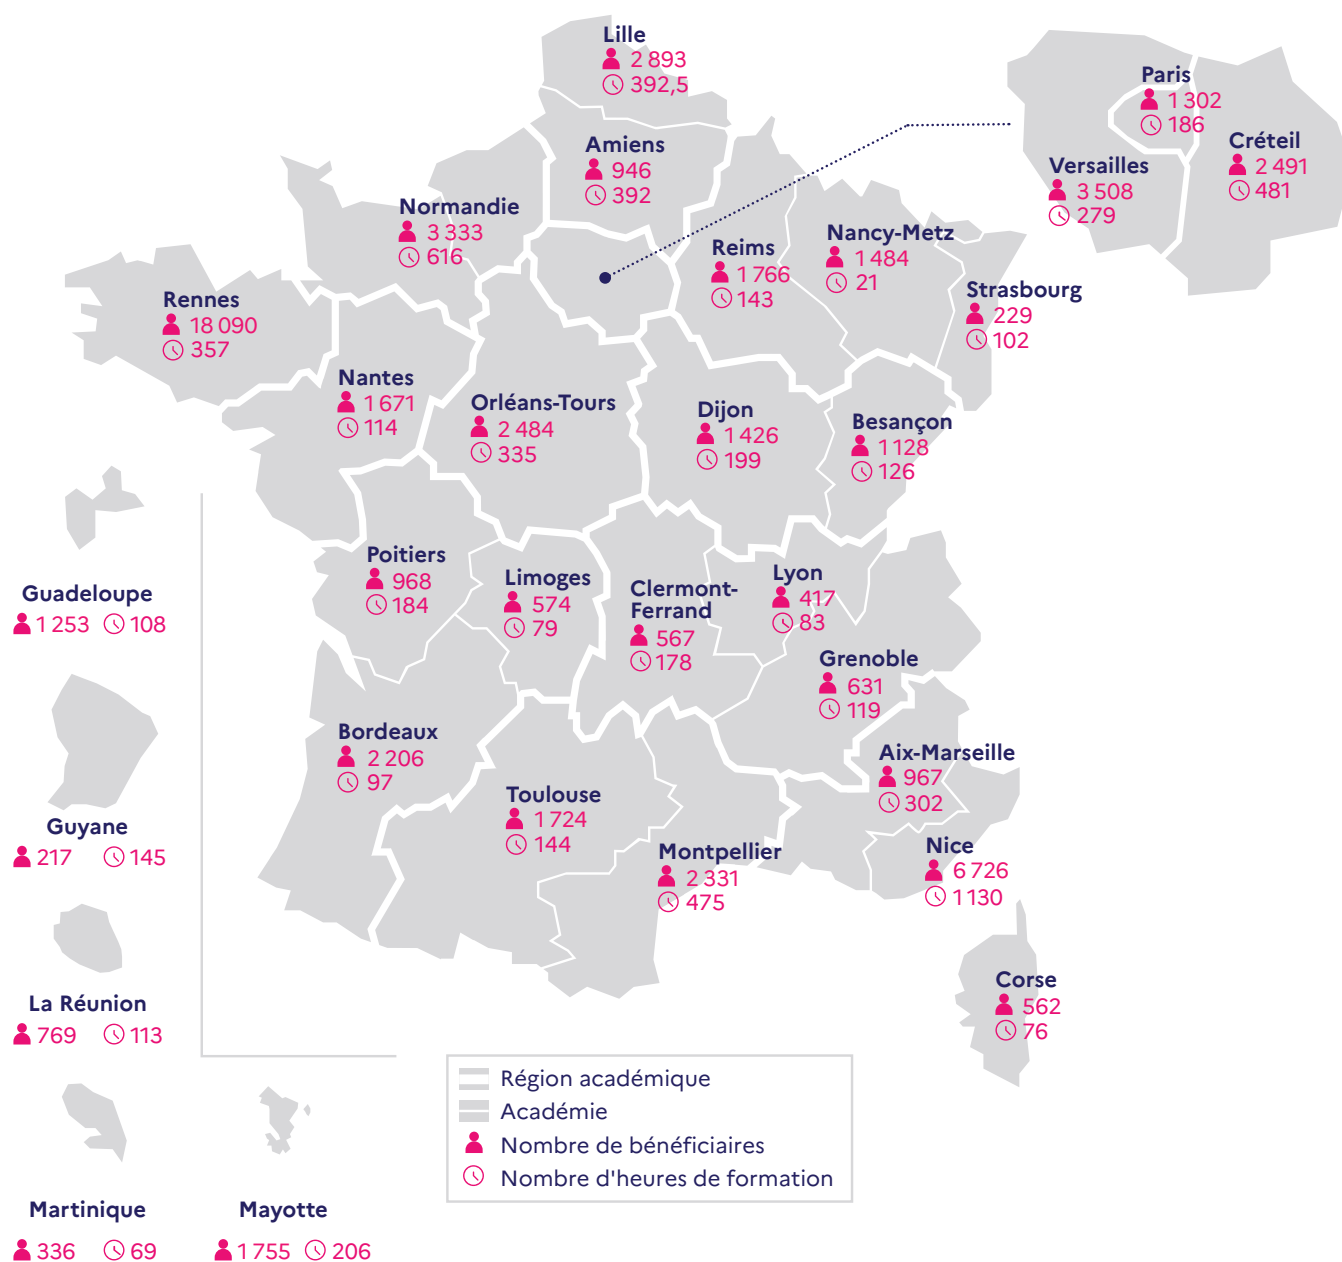 Lille
2 893
392,5
Amiens
946
392
Normandie
3 333
616
Paris
1 302
186
Créteil
2 491
481
Versailles
3 508
279
Reims
1 766
143
Nancy-Metz
1 484
21
Strasbourg
229
102
Rennes
18 090
357
Nantes
1 671
114
Orléans-Tours
2 484
335
Dijon
1 426
199
Besançon
1 128
126
Poitiers
968
184
Limoges
574
79
Clermont-
Ferrand
567
178
Lyon
417
83
Grenoble
631
119
Bordeaux
2 206
97
Toulouse
1 724
144
Montpellier
2 331
475
Aix-Marseille
967
302
Nice
6 726
1 130
Corse
562
76
Guadeloupe
1 253 108
Guyane
217 145
La Réunion
769 113
Martinique
336 69
Mayotte
1 755 206
Région académique
Académie
Nombre de bénéficiaires
Nombre d'heures de formation